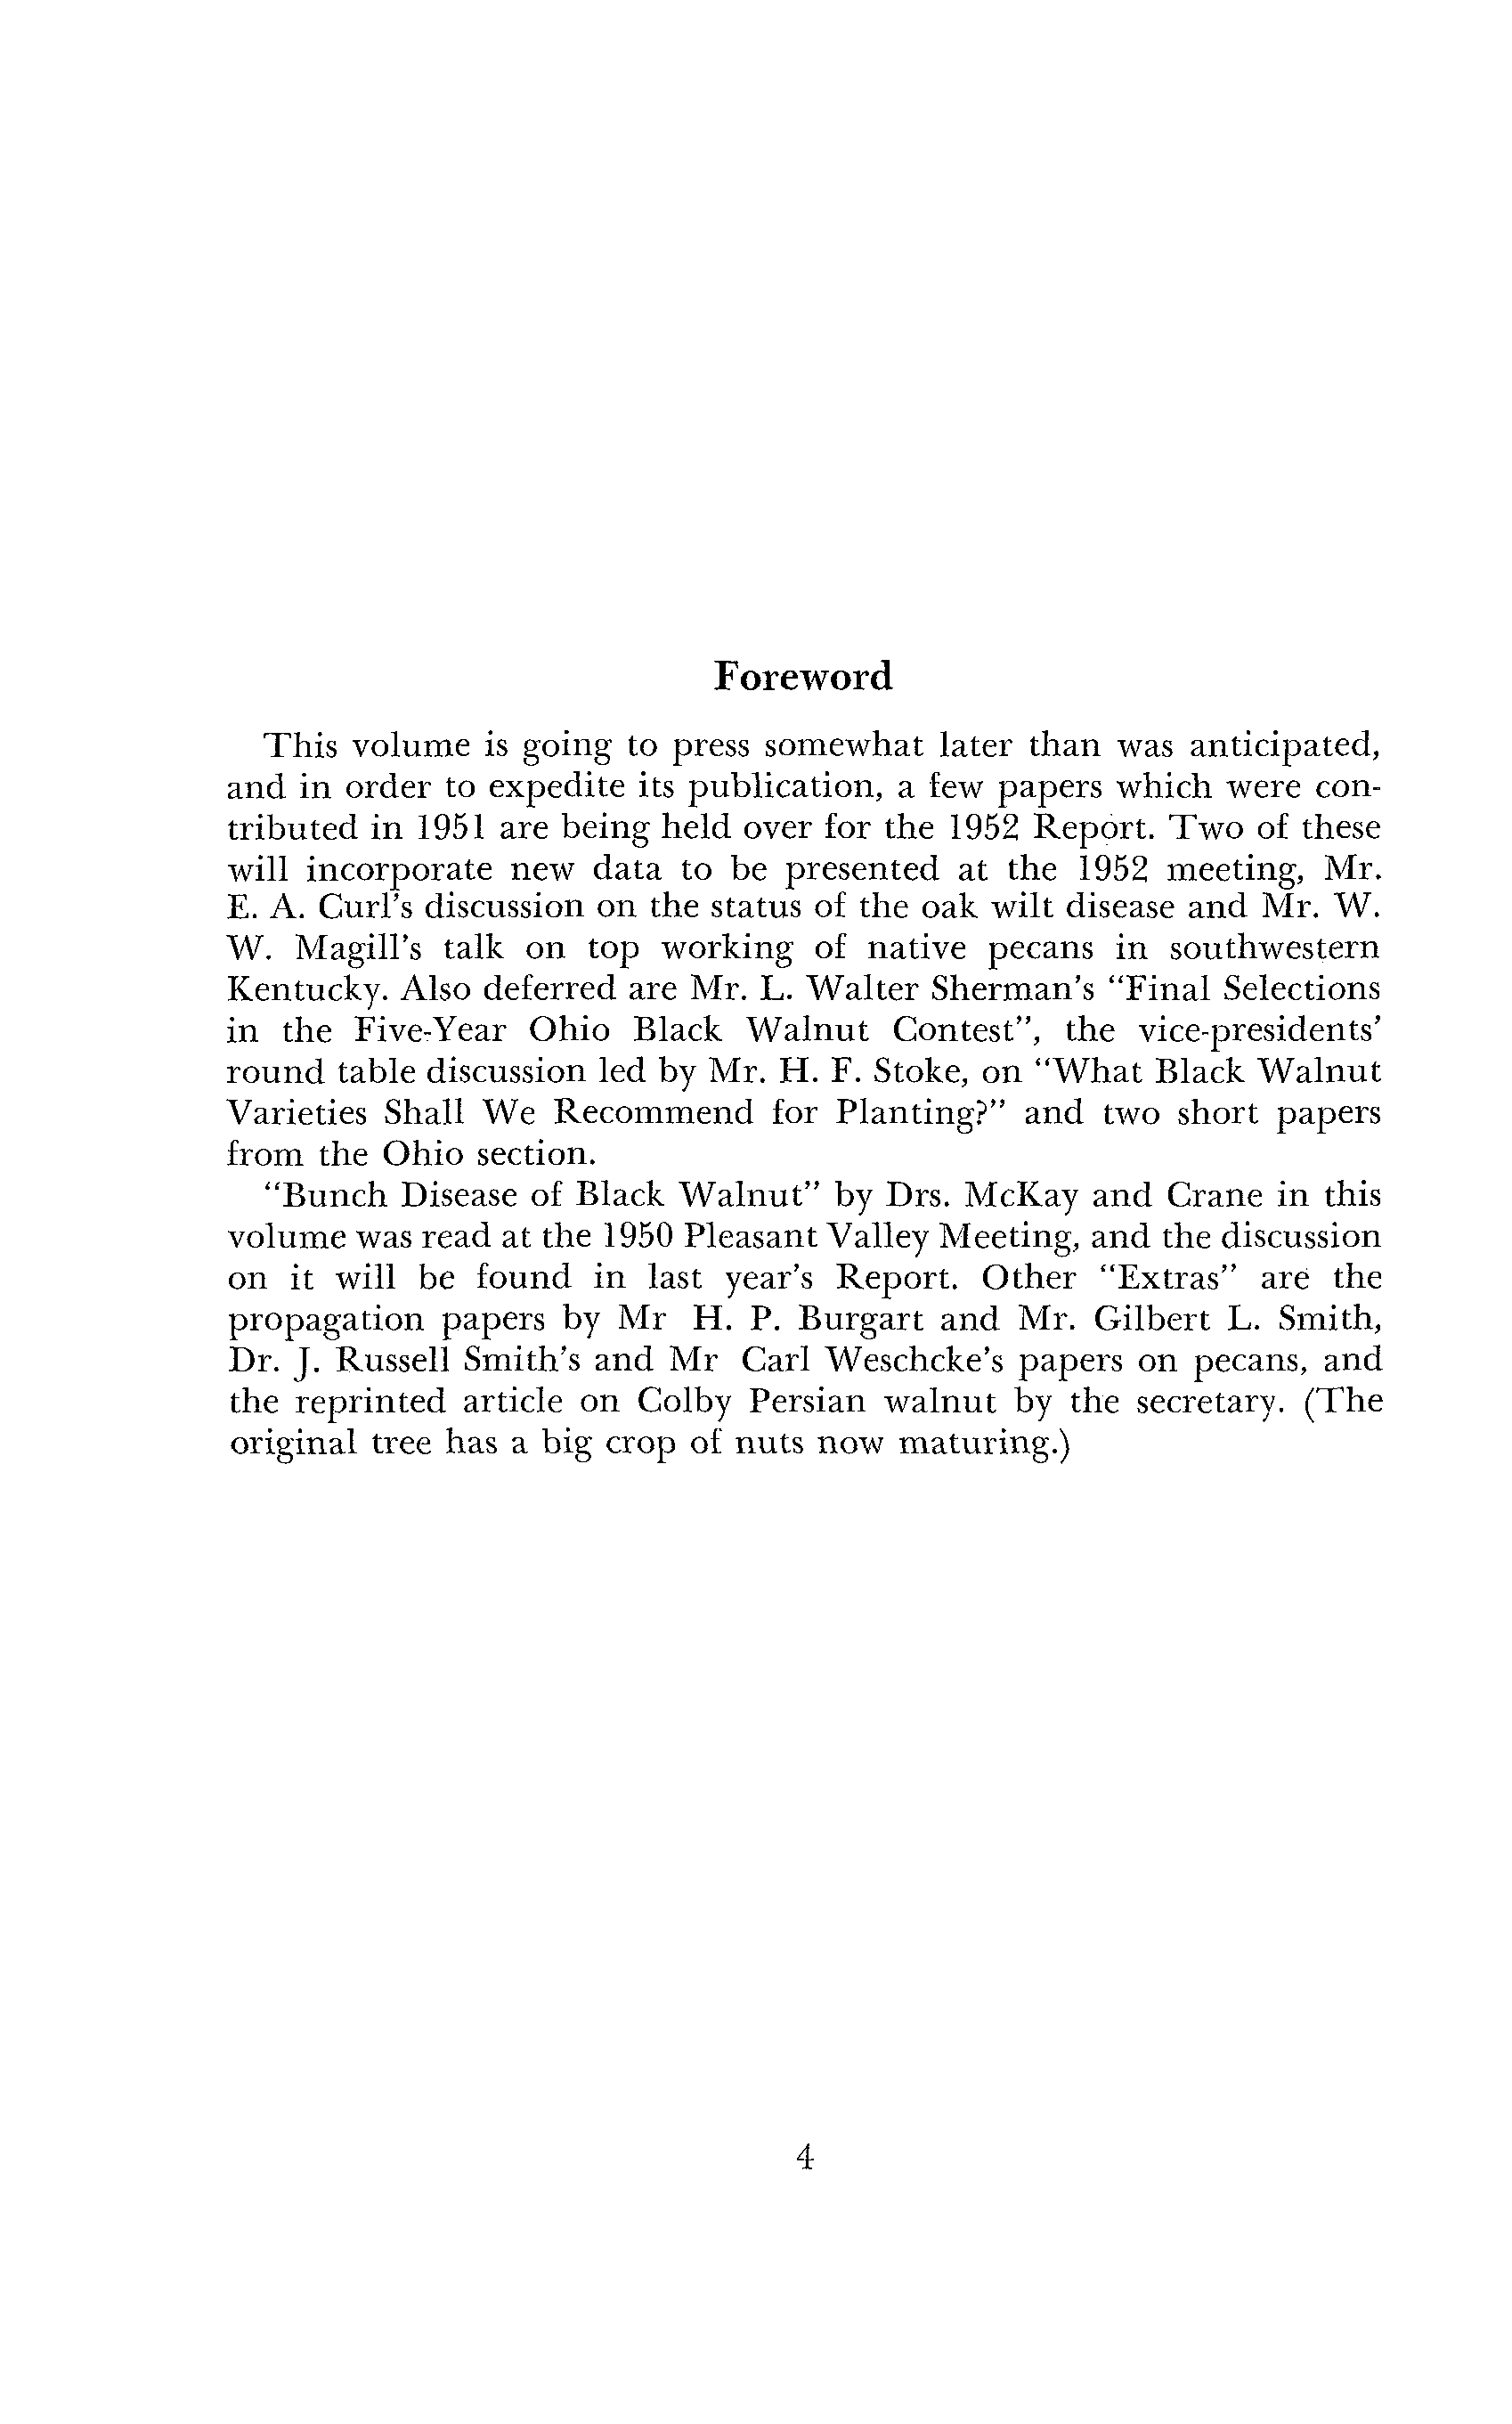 Foreword
This volume is going to press somewhat later than was anticipated,
and in order to expedite its publication, a few papers which were con-
tributed in 1951 are being held over for the 1952 Report. Two of these
will incorporate new data to be presented at the 1952 meeting, Mr.
E. A. Curl's discussion on the status of the oak wilt disease and Mr. W.
W. Magill's talk on top working of native pecans in southwestern
Kentucky. Also deferred are Mr. L. Walter Sherman's "Final Selections
in the Five-Year Ohio Black Walnut Contest", the vice-presidents'
round table discussion led by Mr. H. F. Stoke, on "What Black Walnut
Varieties Shall We Recommend for Planting?" and two short papers
from the Ohio section.
"Bunch Disease of Black Walnut" by Drs. McKay and Crane in this
volume was read at the 1950 Pleasant Valley Meeting, and the discussion
on it will be found in last year's Report. Other "Extras" are the
propagation papers by Mr H. P. Burgart and Mr. Gilbert L. Smith,
Dr. J. Russell Smith's and Mr Carl Weschcke's papers on pecans, and
the reprinted article on Colby Persian walnut by the secretary. (The
original tree has a big crop of nuts now maturing.)
4